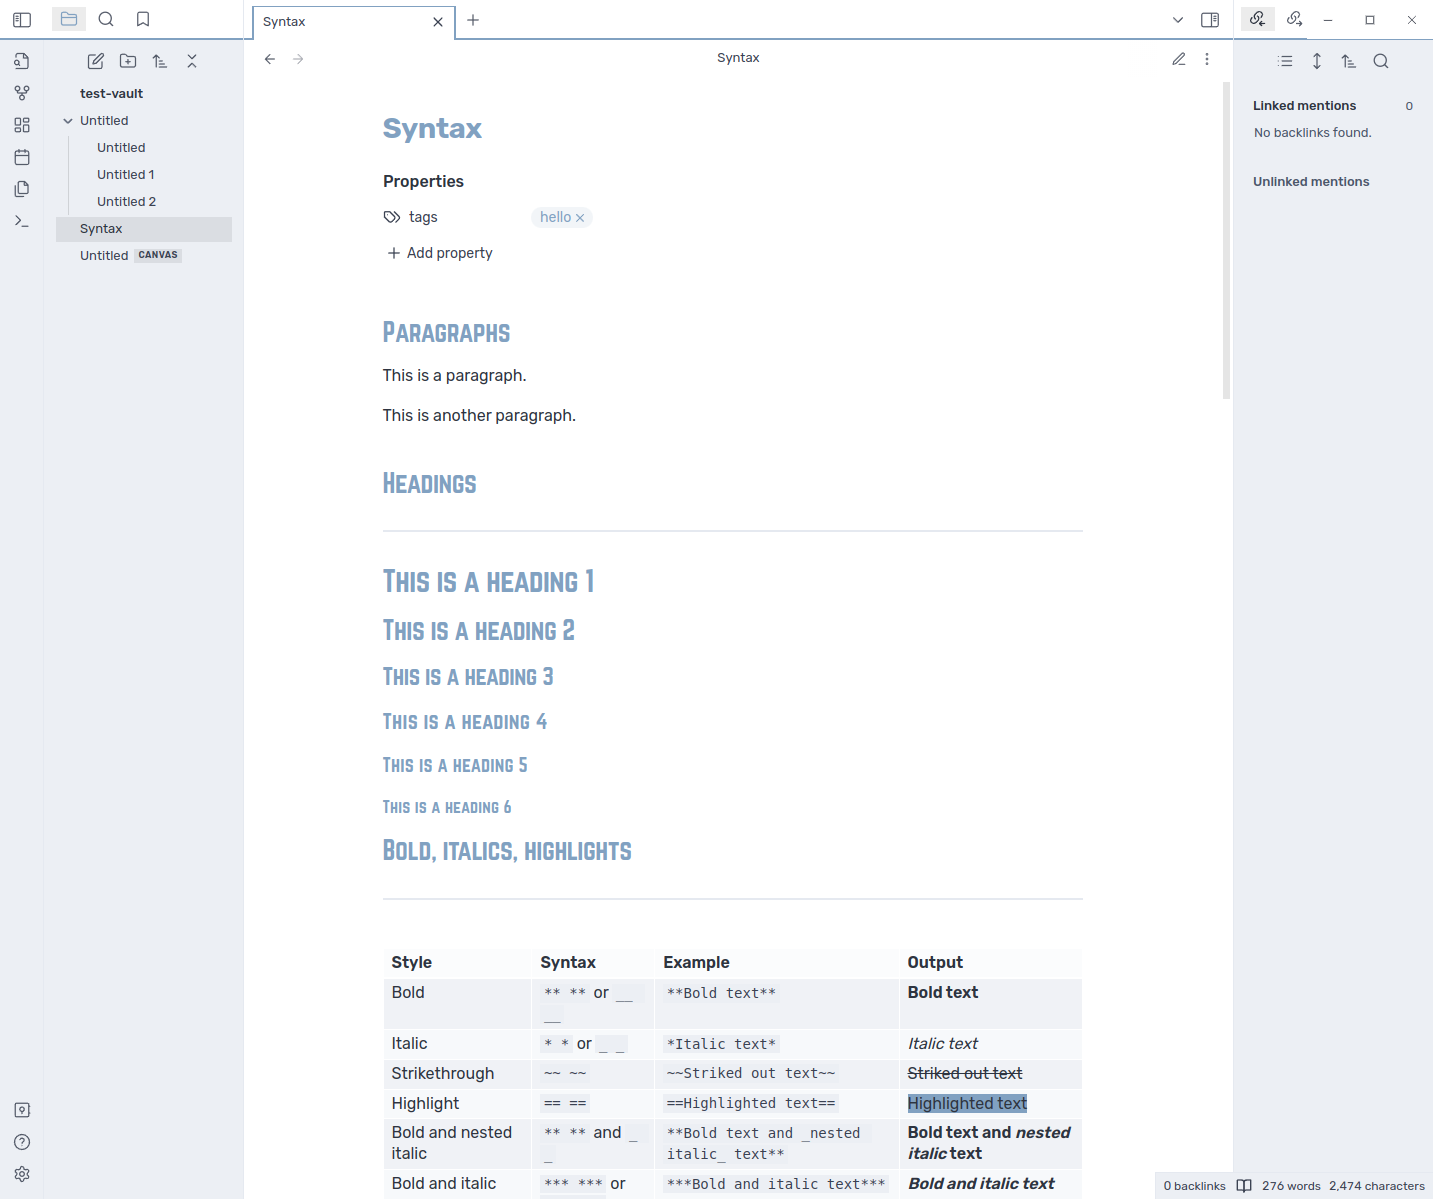 Syntax
Syntax
test-vault
Untitled
Untitled
Untitled 1
Untitled 2
Syntax
Untitled CANVAS
Syntax
Properties
tags hello
Add property
Paragraphs
This is a paragraph.
This is another paragraph.
Headings
This is a heading 1
This is a heading 2
This is a heading 3
This is a heading 4
This is a heading 5
This is a heading 6
Bold, italics, highlights
Style Syntax Example Output
Bold ** ** or __ __ **Bold text** Bold text
Italic * * or _ _ *Italic text* Italic text
Strikethrough ~~ ~~ ~~Striked out text~~ Striked out text
Highlight == == ==Highlighted text== Highlighted text
Bold and nested italic ** ** and _ _ **Bold text and _nested italic_ text** Bold text and nested italic text
Bold and italic *** *** or ***Bold and italic text*** Bold and italic text
Linked mentions 0
No backlinks found.
Unlinked mentions
0 backlinks 276 words 2,474 characters